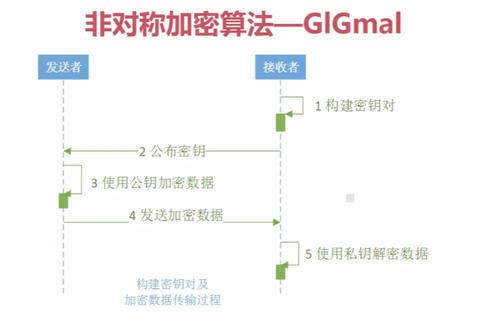 非对称加密算法—GlGmal
发送者
接收者
1 构建密钥对
2 公布密钥
3 使用公钥加密数据
4 发送加密数据
5 使用私钥解密数据
构建密钥对及
加密数据传输过程